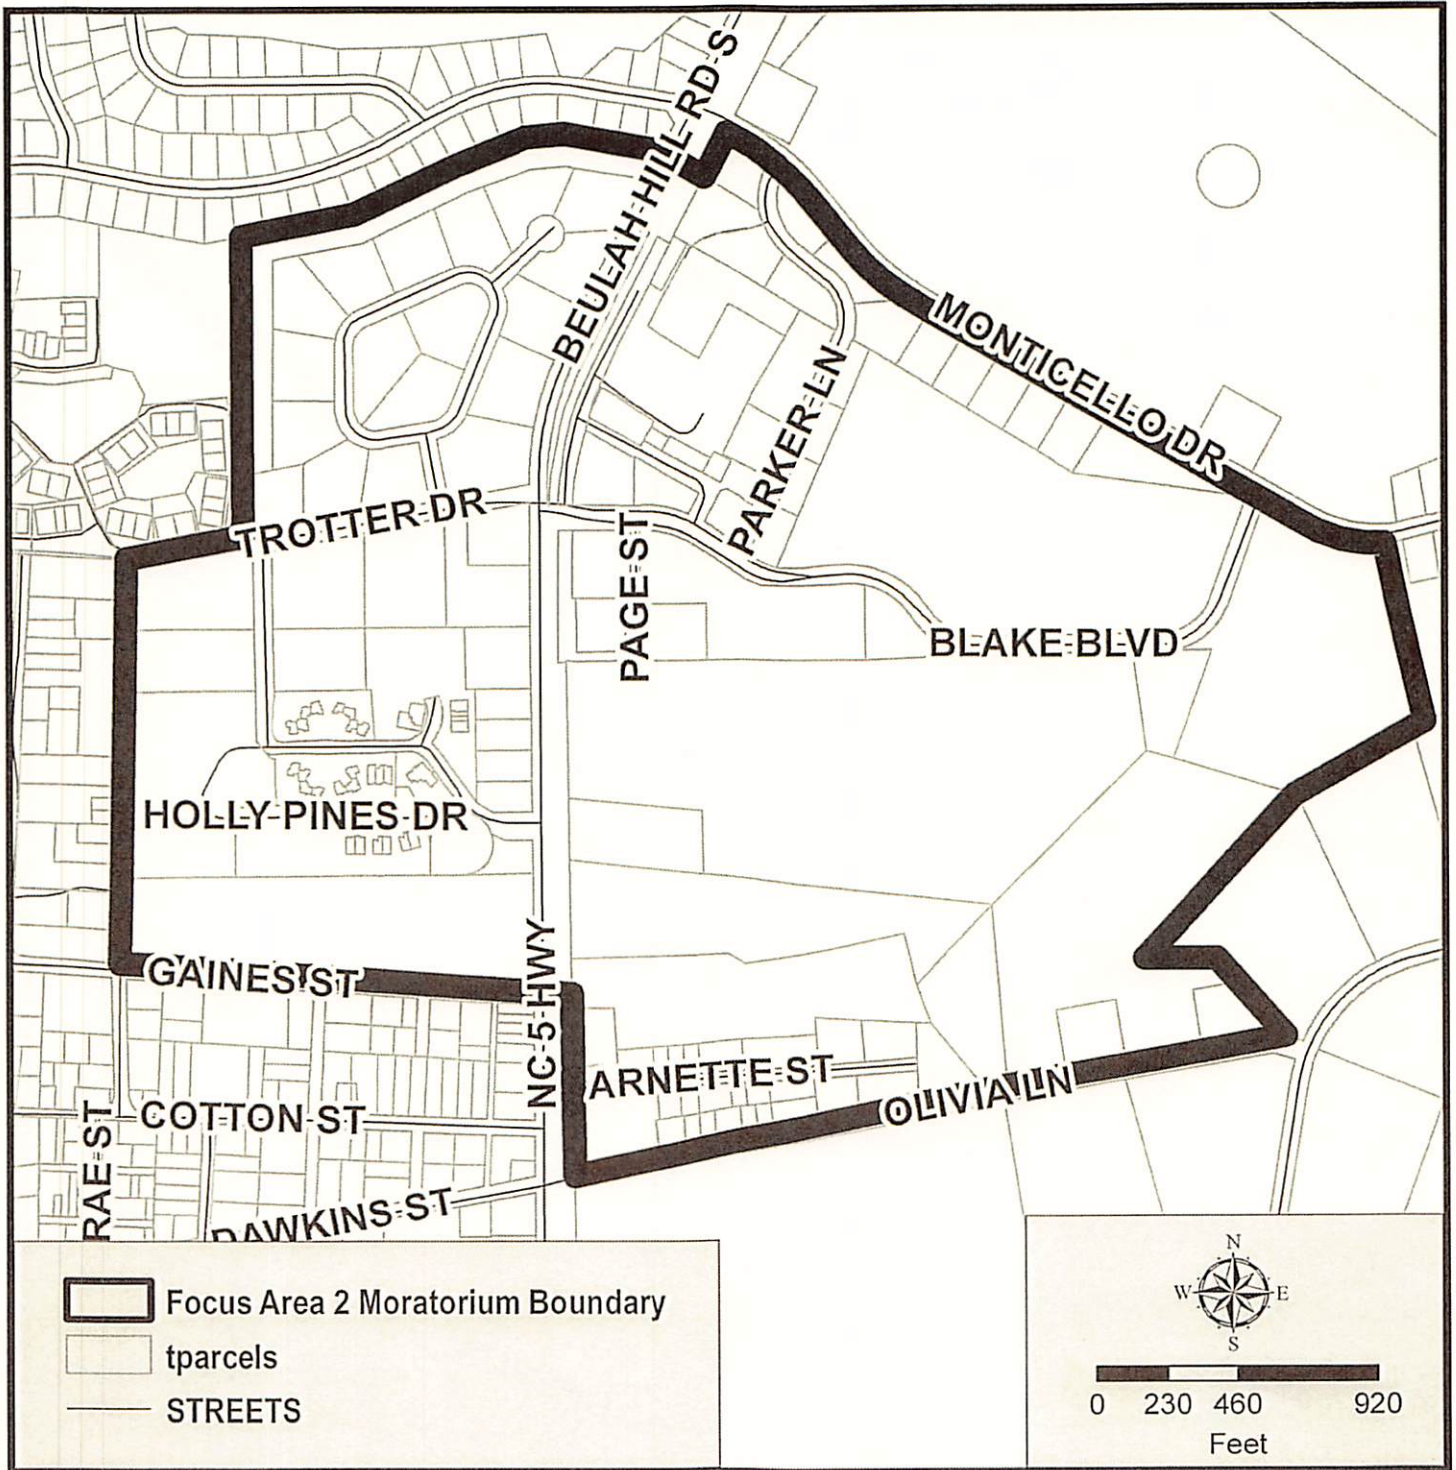 BEULAH HILL RD S
MONTICELLO DR
PARKER LN
TROTTER DR
PAGE ST
BLAKE BLVD
HOLLY PINES DR
GAINES ST
NC 5 HWY
ARNETTE ST
OLIVIA LN
COTTON ST
RAE ST
DAWKINS ST
Focus Area 2 Moratorium Boundary
tparcels
STREETS
N
W E
S
0 230 460 920
Feet